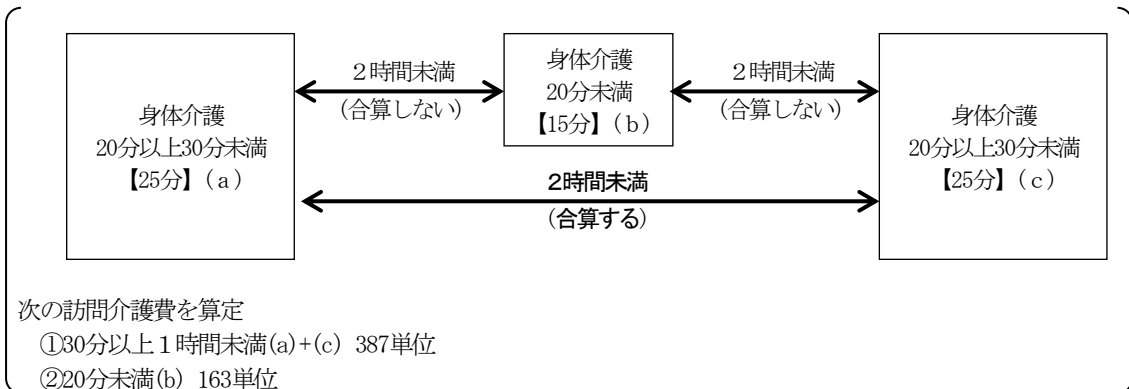 身体介護
20分以上30分未満
【25分】(a)
２時間未満
(合算しない)
身体介護
20分未満
【15分】(b)
２時間未満
(合算しない)
身体介護
20分以上30分未満
【25分】(c)
2時間未満
(合算する)
次の訪問介護費を算定
①30分以上１時間未満(a)+(c) 387単位
②20分未満(b) 163単位